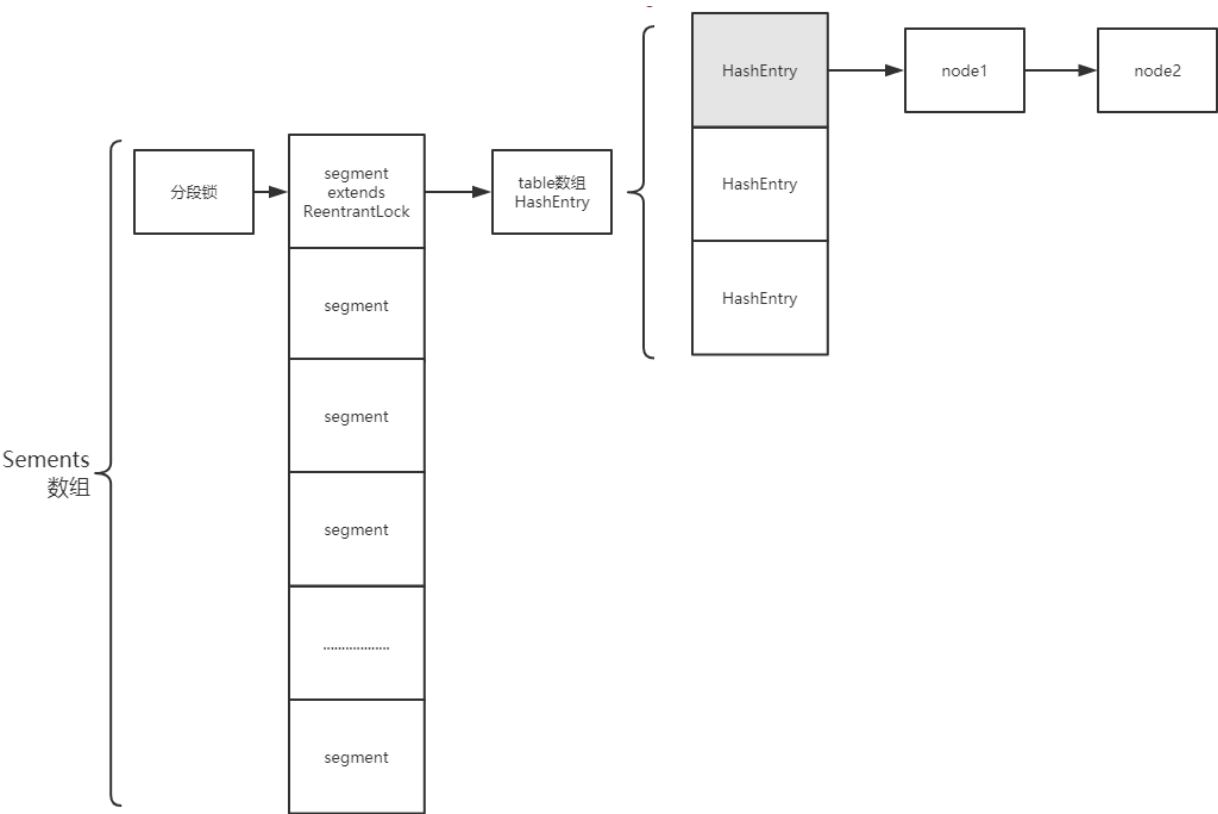 HashEntry
node1
node2
分段锁
segment
extends
ReentrantLock
table数组
HashEntry
HashEntry
HashEntry
segment
segment
Sements
数组
segment
..................
segment